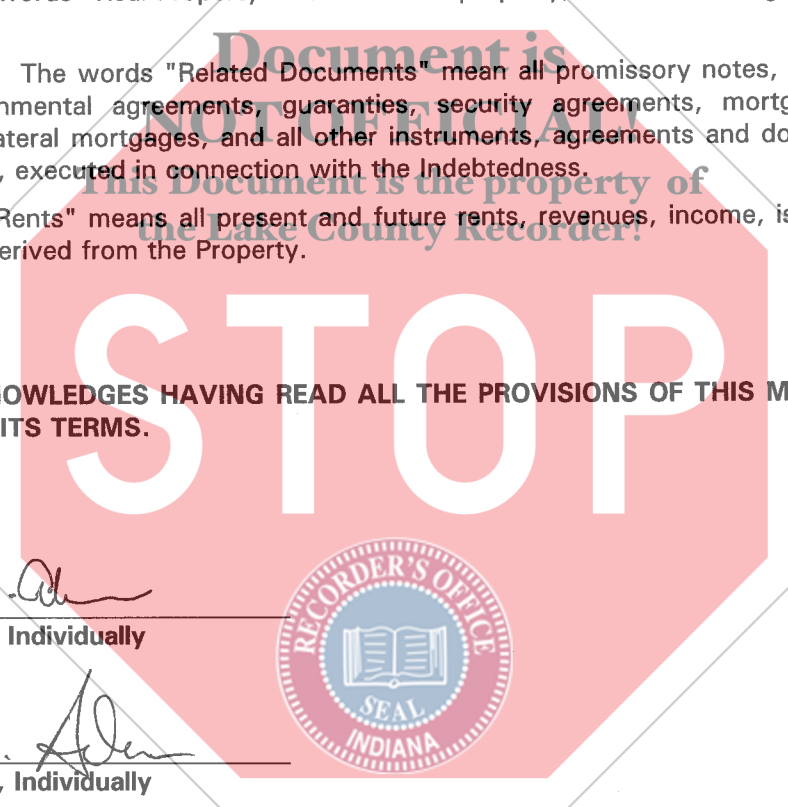 Document is
The words "Related Documents" mean all promissory notes,
nmental agreements, guaranties, security agreements, mortg
NOT OFFICIAL!
ateral mortgages, and all other instruments, agreements and do
, executed in connection with the Indebtedness.
This Document is the property of
Rents" means all present and future rents, revenues, income, is
the Lake County Recorder!
erived from the Property.
STOP
OWLEDGES HAVING READ ALL THE PROVISIONS OF THIS M
ITS TERMS.
RECORDER'S OFFICE
, Individually
SEAL
INDIANA
, Individually